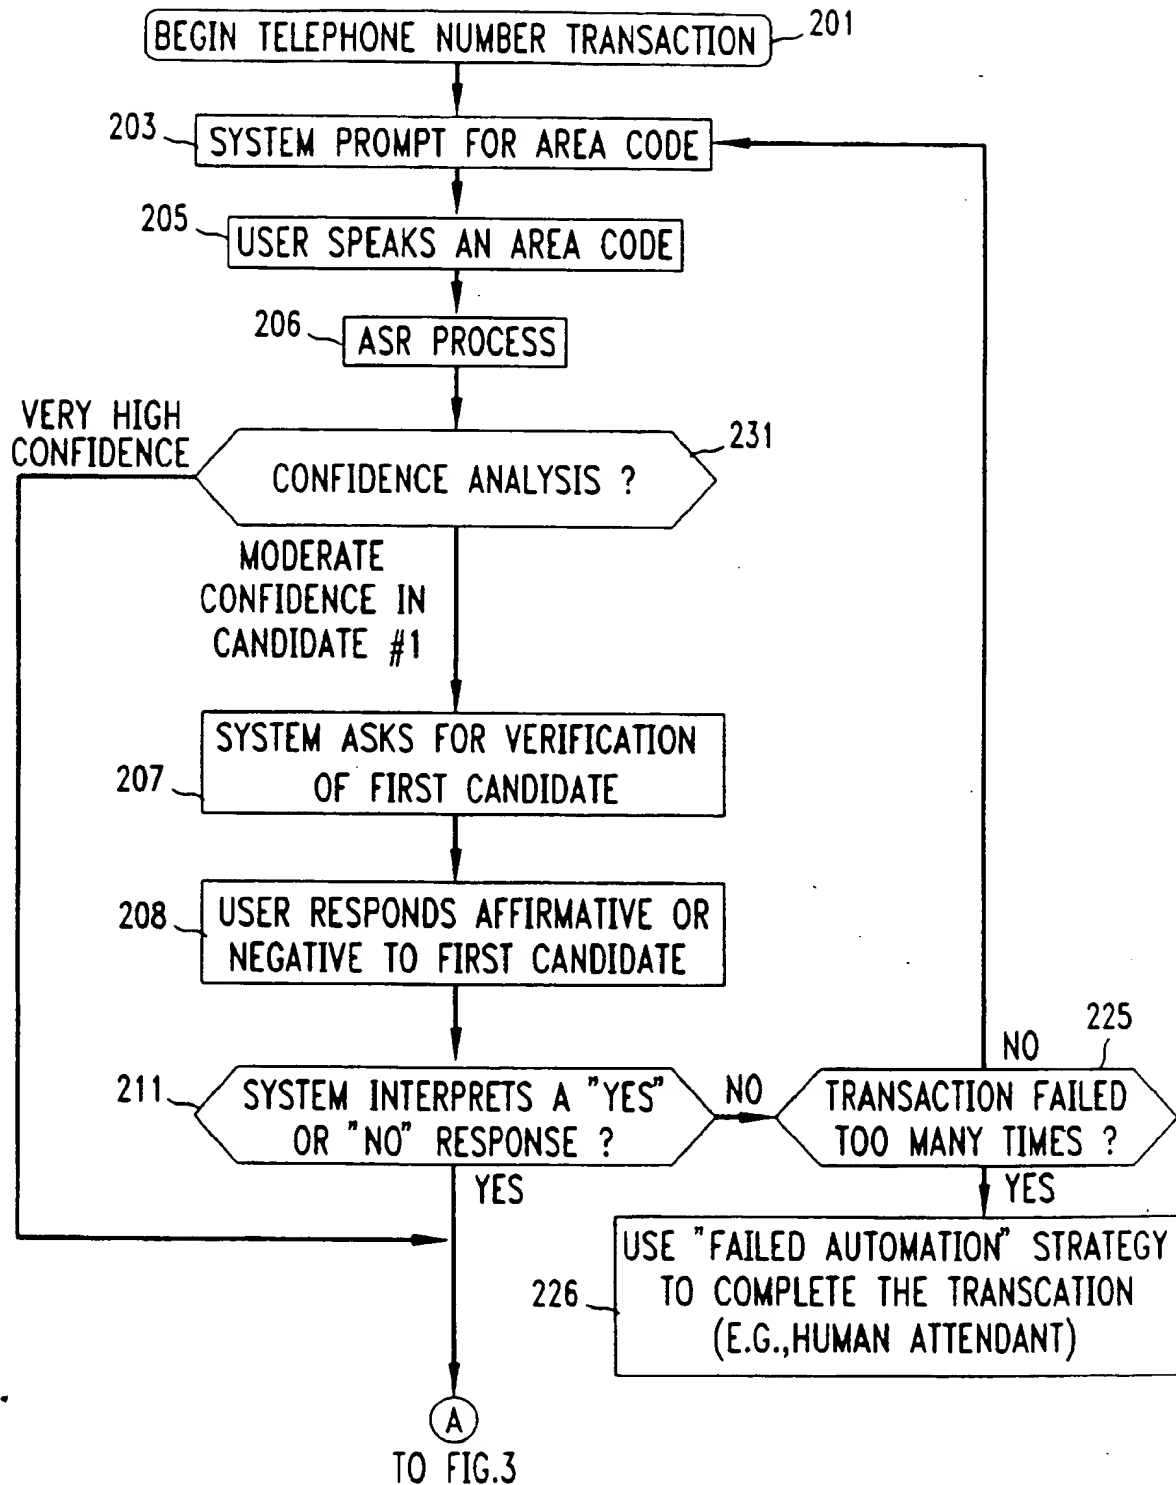 BEGIN TELEPHONE NUMBER TRANSACTION
201
203
SYSTEM PROMPT FOR AREA CODE
205
USER SPEAKS AN AREA CODE
206
ASR PROCESS
VERY HIGH
CONFIDENCE
231
CONFIDENCE ANALYSIS ?
MODERATE
CONFIDENCE IN
CANDIDATE #1
SYSTEM ASKS FOR VERIFICATION
OF FIRST CANDIDATE
207
USER RESPONDS AFFIRMATIVE OR
NEGATIVE TO FIRST CANDIDATE
208
211
SYSTEM INTERPRETS A "YES"
OR "NO" RESPONSE ?
NO
YES
225
NO
TRANSACTION FAILED
TOO MANY TIMES ?
YES
USE "FAILED AUTOMATION" STRATEGY
TO COMPLETE THE TRANSCATION
(E.G.,HUMAN ATTENDANT)
226
A
TO FIG.3